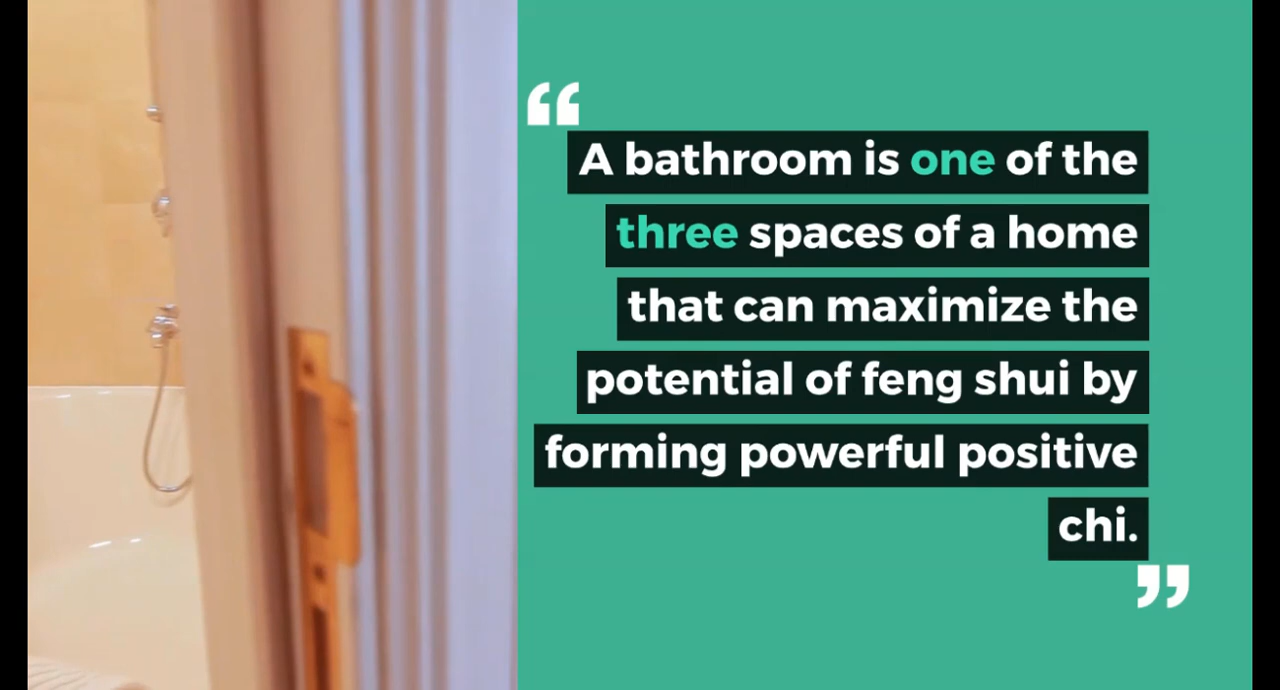 “
A bathroom is one of the
three spaces of a home
that can maximize the
potential of feng shui by
forming powerful positive
chi.
”